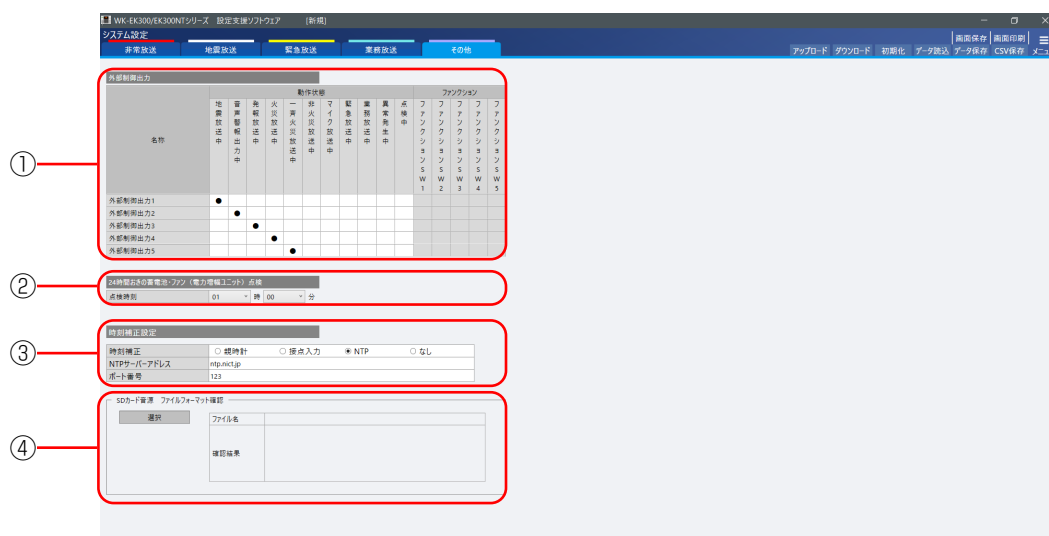 WK-EK300/EK300NTシリーズ 設定支援ソフトウェア [新規]
システム設定
画面保存 画面印刷
非常放送 地震放送 緊急放送 業務放送 その他
アップロード ダウンロード 初期化 データ読込 データ保存 CSV保存 メニュ
①
外部制御出力
名称
動作状態
ファンクション
地震放送中
音声警報出力中
発報放送中
火災放送中
一斉火災放送中
非火災放送中
マイク放送中
緊急放送中
業務放送中
異常発生中
点検中
ファンクションSW1
ファンクションSW2
ファンクションSW3
ファンクションSW4
ファンクションSW5
外部制御出力1 ●
外部制御出力2 ●
外部制御出力3 ●
外部制御出力4 ●
外部制御出力5 ●
②
24時間おきの蓄電池・ファン（電力増幅ユニット）点検
点検時刻 01 時 00 分
③
時刻補正設定
時刻補正 親時計 接点入力 NTP なし
NTPサーバーアドレス ntp.nict.jp
ポート番号 123
④
SDカード音源 ファイルフォーマット確認
選択 ファイル名
確認結果